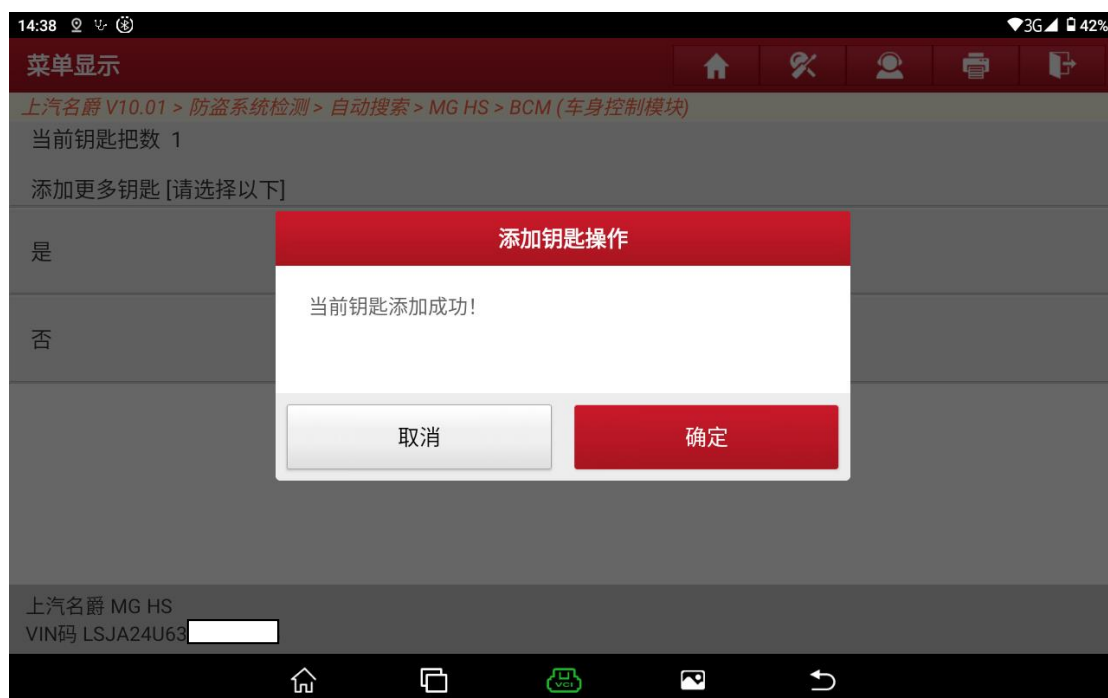 14:38 3G 42%
菜单显示
上汽名爵 V10.01 > 防盗系统检测 > 自动搜索 > MG HS > BCM (车身控制模块)
当前钥匙把数 1
添加更多钥匙 [请选择以下]
是
否
添加钥匙操作
当前钥匙添加成功!
取消 确定
上汽名爵 MG HS
VIN码 LSJA24U63
VCI